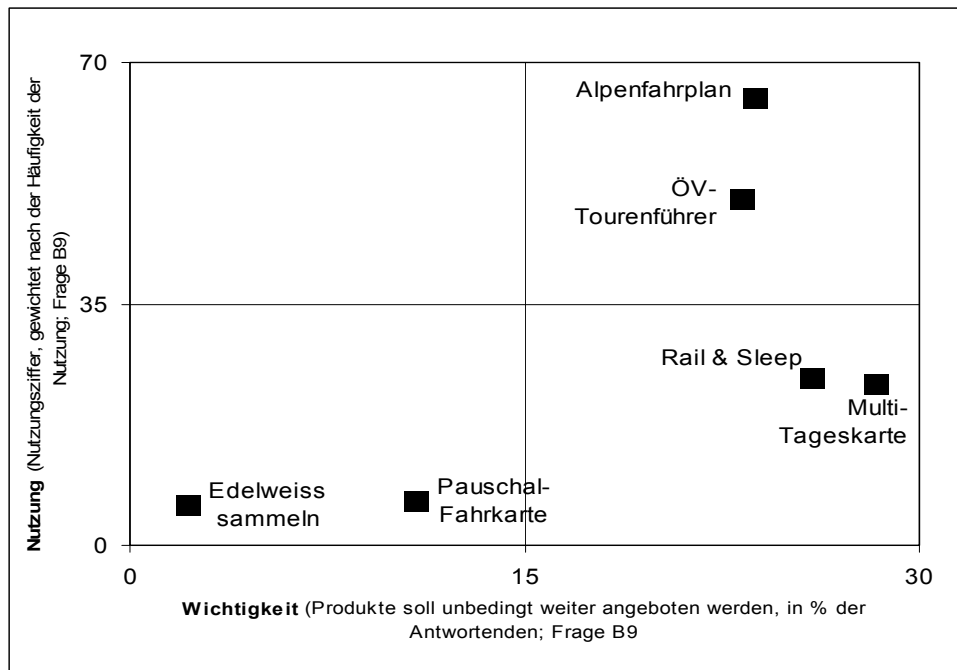 Nutzung (Nutzungsziffer, gewichtet nach der Häufigkeit der
Nutzung; Frage B9)
70
35
0
Alpenfahrplan
ÖV-
Tourenführer
Rail & Sleep
Multi-
Tageskarte
Edelweiss
sammeln
Pauschal-
Fahrkarte
0
15
30
Wichtigkeit (Produkte soll unbedingt weiter angeboten werden, in % der
Antwortenden; Frage B9